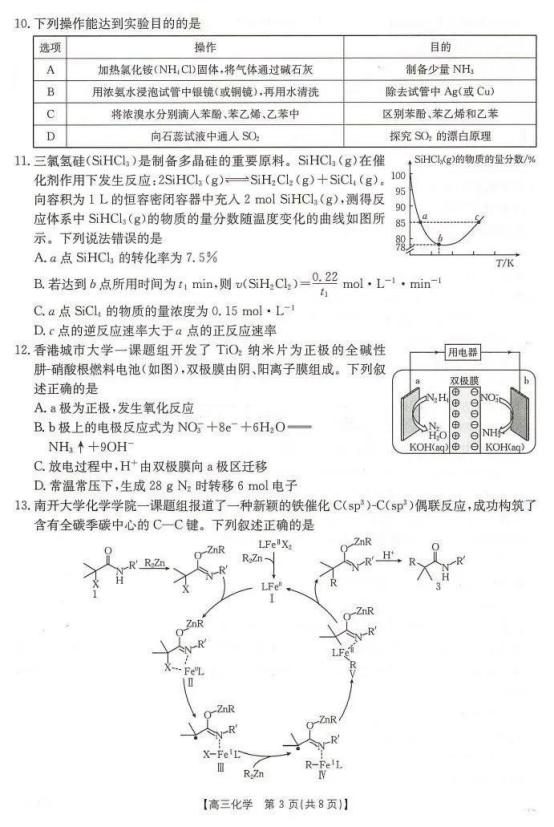 10. 下列操作能达到实验目的的是
选项 操作 目的
A 加热氯化铵(NH₄Cl)固体,将气体通过碱石灰 制备少量 NH₃
B 用浓氨水浸泡试管中银镜(或铜镜),再用水清洗 除去试管中 Ag(或 Cu)
C 将浓溴水分别滴入苯酚、苯乙烯、乙苯中 区别苯酚、苯乙烯和乙苯
D 向石蕊试液中通入 SO₂ 探究 SO₂ 的漂白原理
11. 三氯氢硅(SiHCl₃)是制备多晶硅的重要原料。SiHCl₃(g)在催
化剂作用下发生反应:2SiHCl₃(g)⇌SiH₂Cl₂(g)+SiCl₄(g)。
向容积为 1 L 的恒容密闭容器中充入 2 mol SiHCl₃(g),测得反
应体系中 SiHCl₃(g)的物质的量分数随温度变化的曲线如图所
示。下列说法错误的是
SiHCl₃(g)的物质的量分数/%
100
95
90
85
80
78
a
b
c
T/K
A. a 点 SiHCl₃ 的转化率为 7.5%
B. 若达到 b 点所用时间为 t₁ min,则 v(SiH₂Cl₂)=0.22/t₁ mol·L⁻¹·min⁻¹
C. a 点 SiCl₄ 的物质的量浓度为 0.15 mol·L⁻¹
D. c 点的逆反应速率大于 a 点的正反应速率
12. 香港城市大学一课题组开发了 TiO₂ 纳米片为正极的全碱性
肼-硝酸根燃料电池(如图),双极膜由阴、阳离子膜组成。下列叙
述正确的是
A. a 极为正极,发生氧化反应
B. b 极上的电极反应式为 NO₃⁻+8e⁻+6H₂O══
NH₃↑+9OH⁻
C. 放电过程中,H⁺ 由双极膜向 a 极区迁移
D. 常温常压下,生成 28 g N₂ 时转移 6 mol 电子
用电器
a
双极膜
b
N₂H₄
N₂
H₂O
NO₃⁻
NH₃
KOH(aq)
KOH(aq)
13. 南开大学化学学院一课题组报道了一种新颖的铁催化 C(sp³)-C(sp³)偶联反应,成功构筑了
含有全碳季碳中心的 C—C 键。下列叙述正确的是
O
R′
N
H
X
1
R₂Zn
O-ZnR
N-R′
X
LFeᴵᴵX₂
R₂Zn
LFeᴵᴵ
I
O-ZnR
N-R′
R
H⁺
O
R
R′
N
H
3
O-ZnR
N-R′
X---FeᴵᴵL
II
O-ZnR
N-R′
LFeᴵᴵ
R
V
O-ZnR
N-R′
X-FeᴵL
III
R₂Zn
O-ZnR
N-R′
R-FeᴵL
IV
【高三化学 第 3 页(共 8 页)】